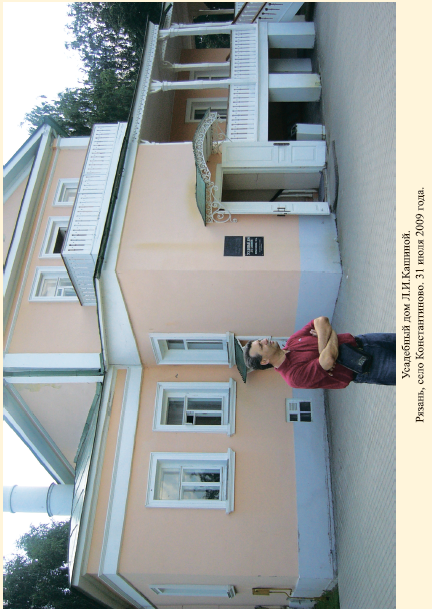 Усадебный дом Л.И.Кашиной.
Рязань, село Константиново. 31 июля 2009 года.